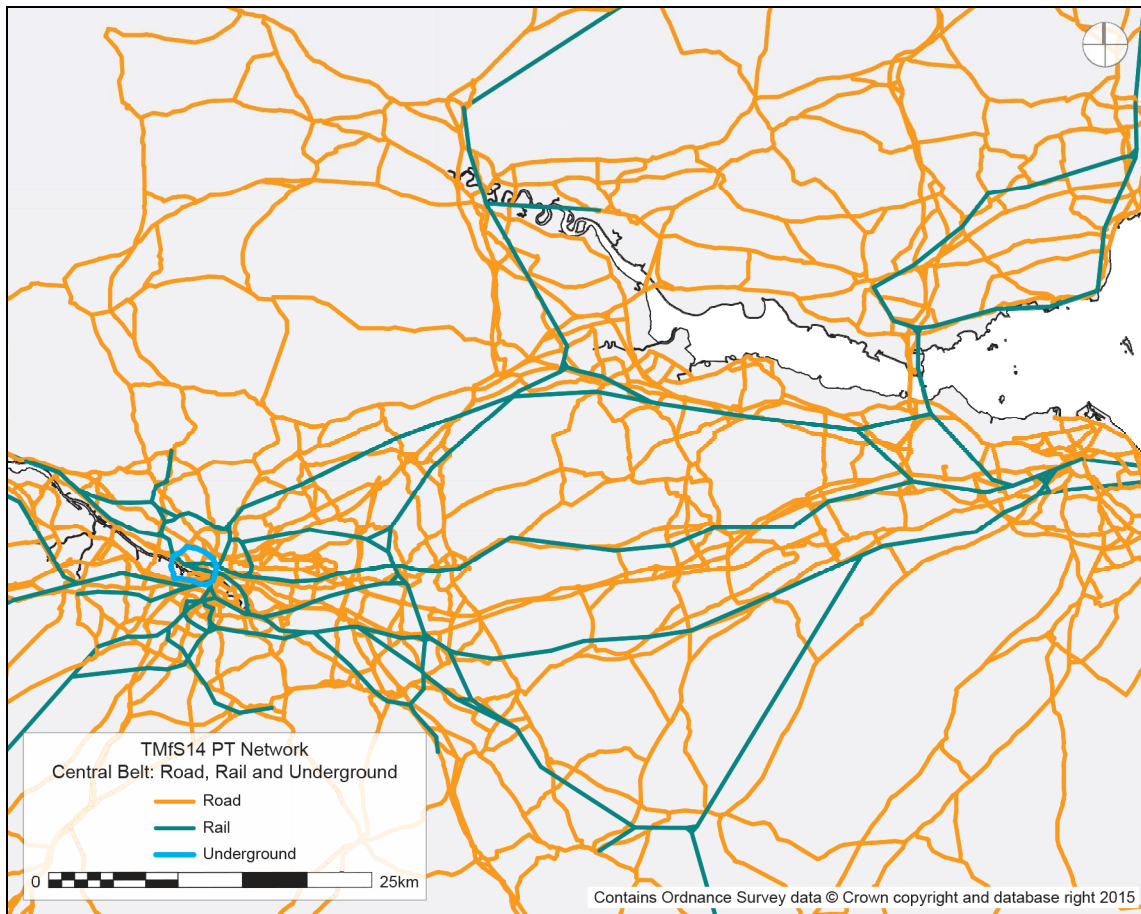 TMfS14 PT Network
Central Belt: Road, Rail and Underground
Road
Rail
Underground
0 25km
Contains Ordnance Survey data © Crown copyright and database right 2015